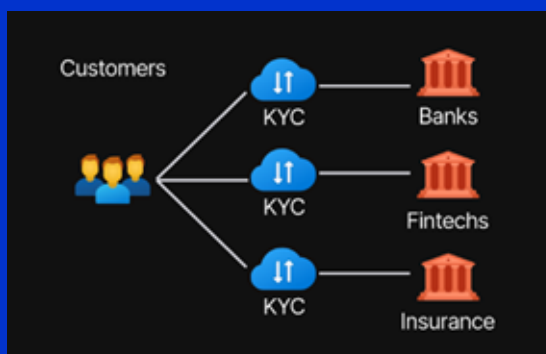 Customers
KYC
Banks
KYC
Fintechs
KYC
Insurance